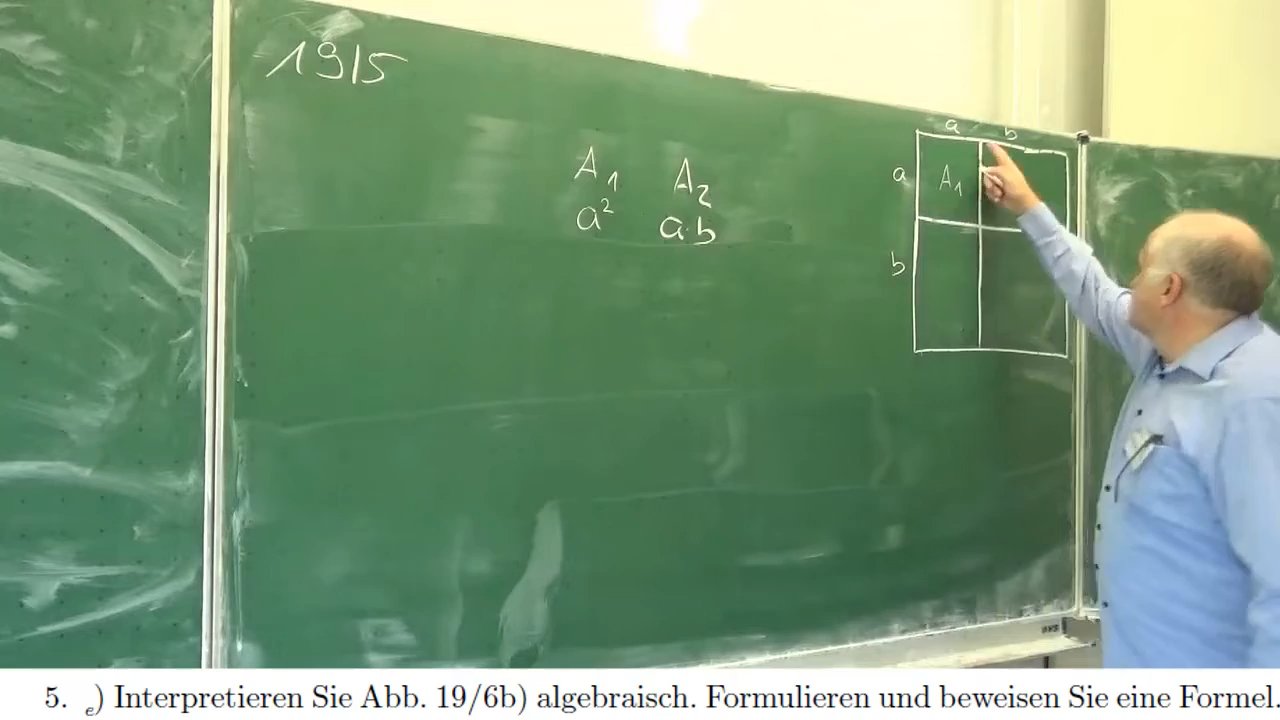 19/5
A₁ A₂
a² a·b
a b
a A₁
b
5. e) Interpretieren Sie Abb. 19/6b) algebraisch. Formulieren und beweisen Sie eine Formel.